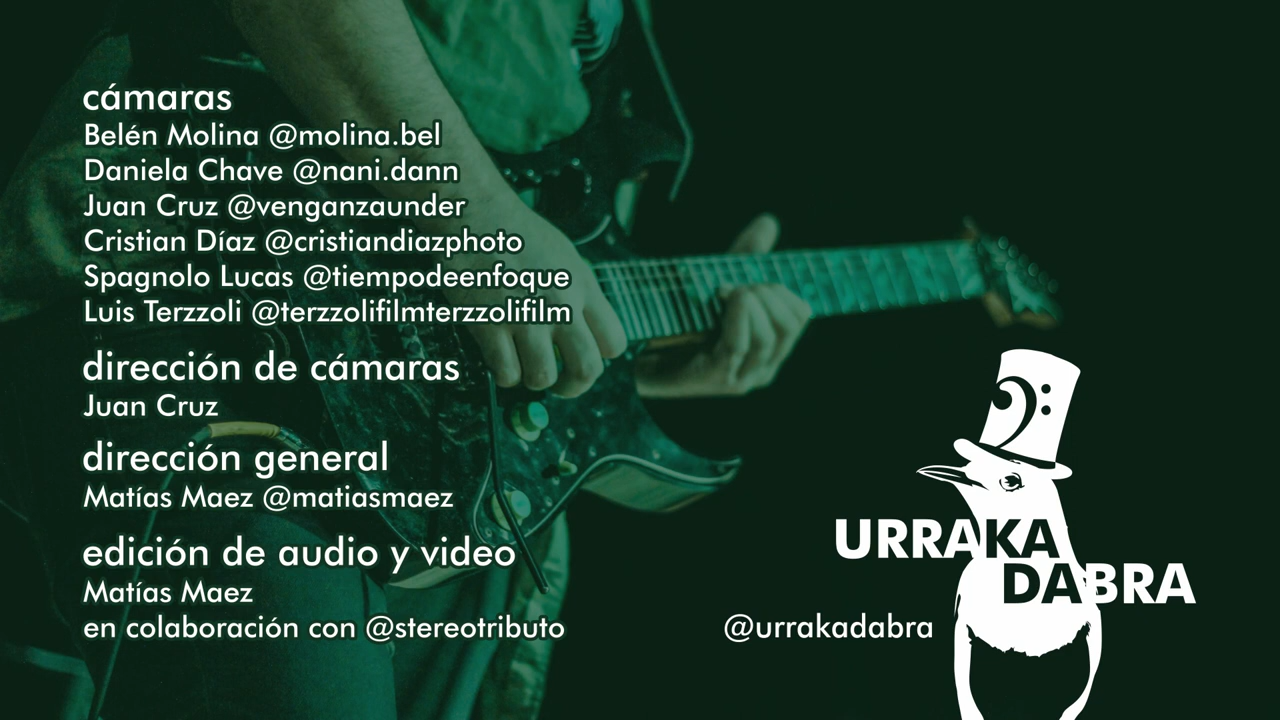 cámaras
Belén Molina @molina.bel
Daniela Chave @nani.dann
Juan Cruz @venganzaunder
Cristian Díaz @cristiandiazphoto
Spagnolo Lucas @tiempodeenfoque
Luis Terzzoli @terzzolifilmterzzolifilm
dirección de cámaras
Juan Cruz
dirección general
Matías Maez @matiasmaez
edición de audio y video
Matías Maez
en colaboración con @stereotributo
URRAKA
DABRA
@urrakadabra